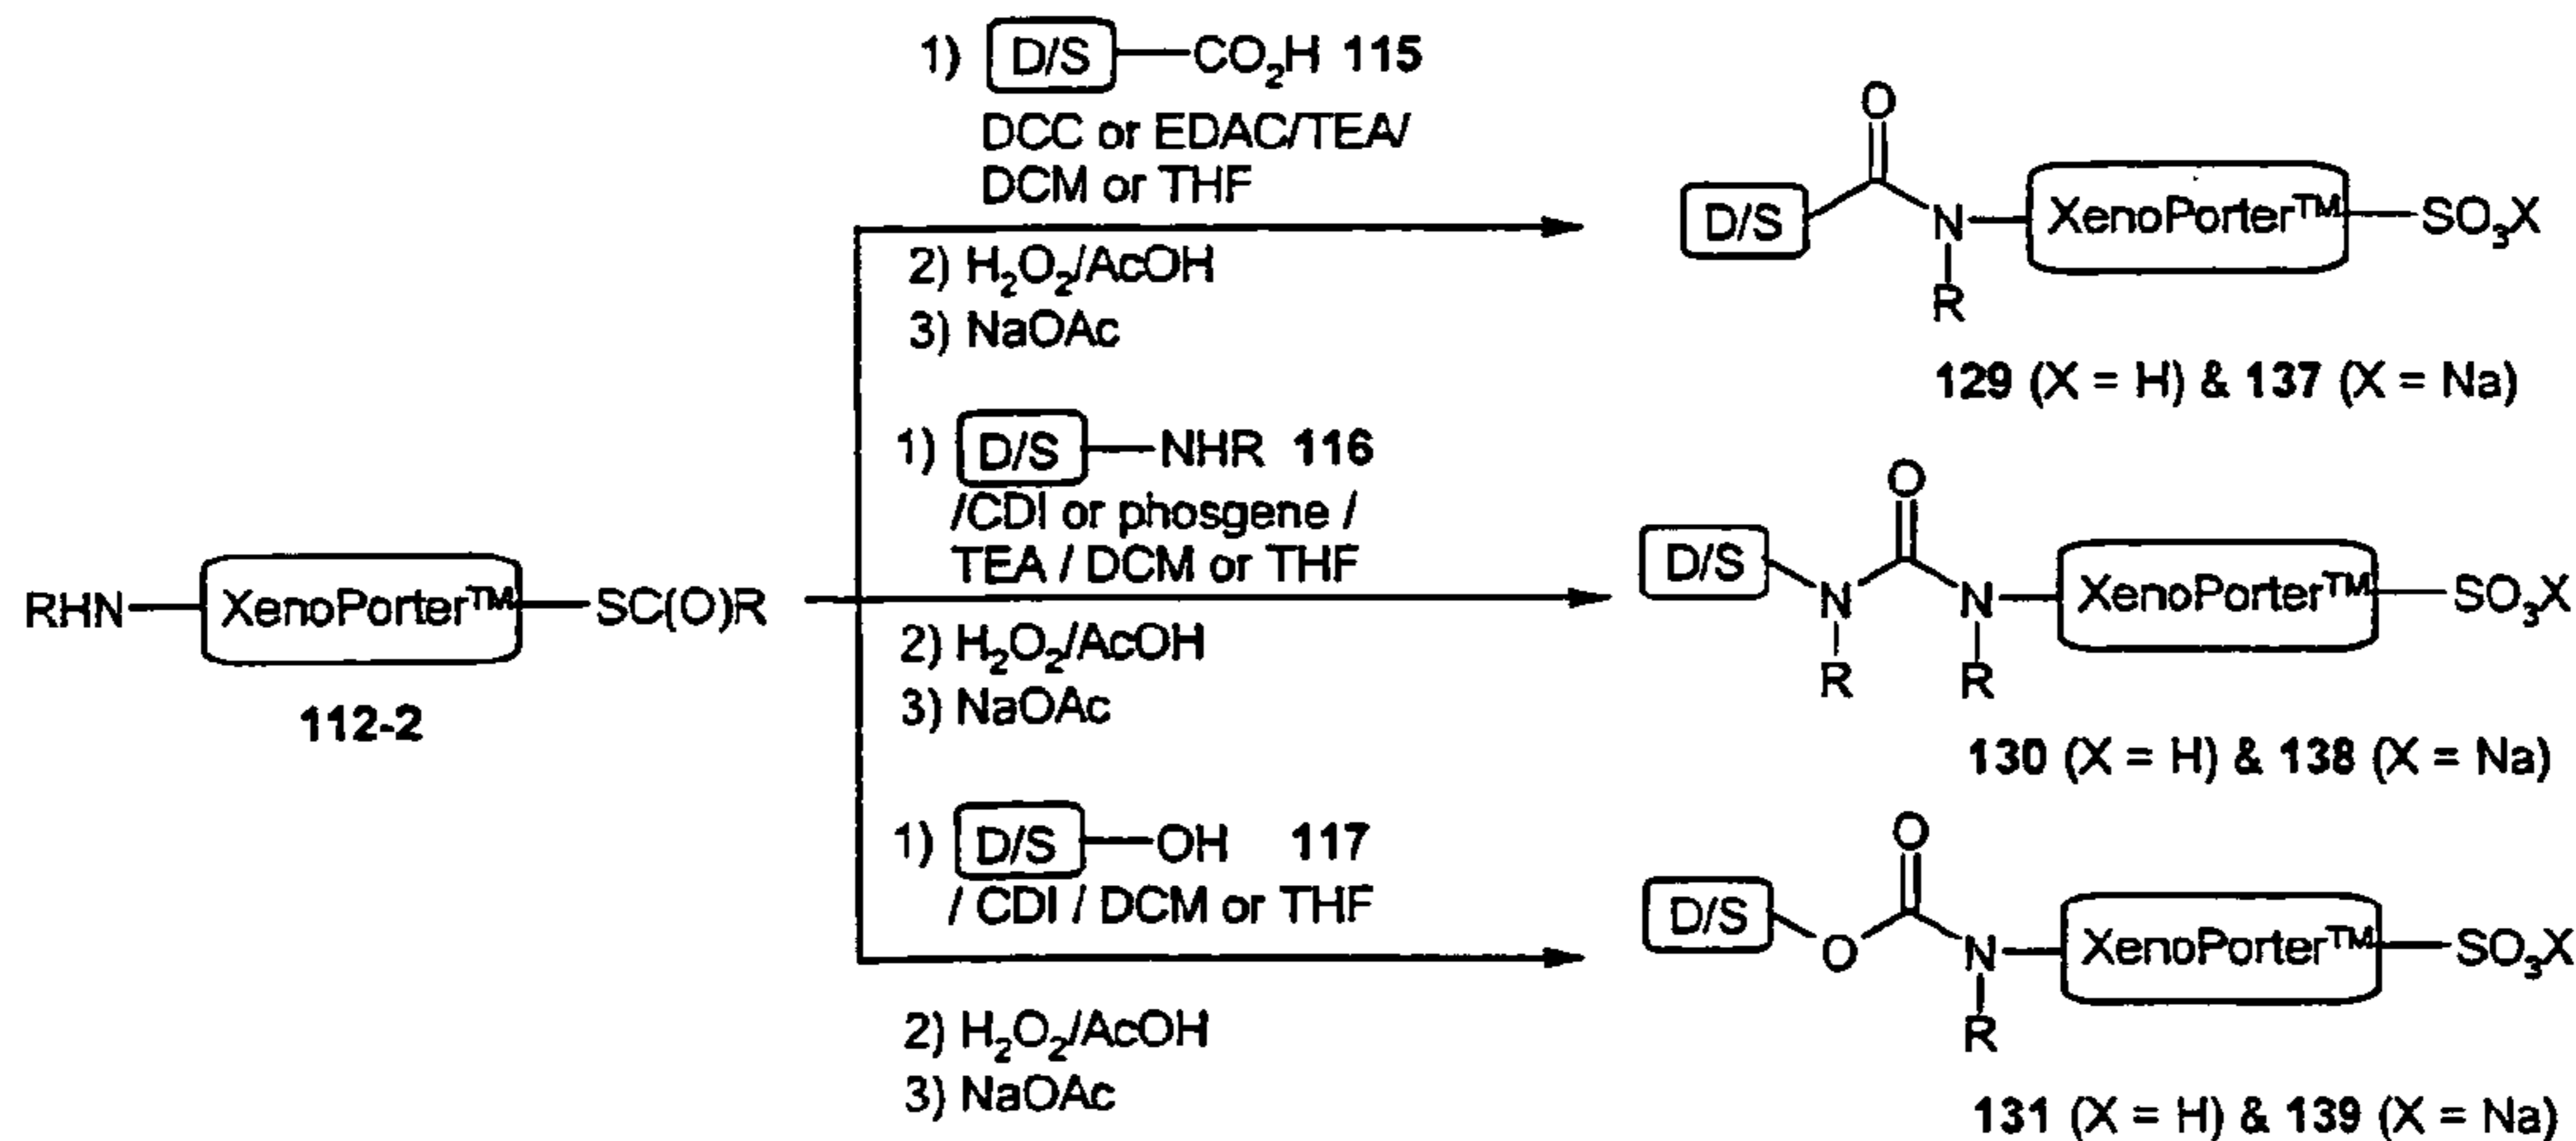 1) D/S CO₂H 115
DCC or EDAC/TEA/
DCM or THF
2) H₂O₂/AcOH
3) NaOAc
O
D/S N XenoPorter™ SO₃X
R
129 (X = H) & 137 (X = Na)
1) D/S NHR 116
/CDI or phosgene /
TEA / DCM or THF
2) H₂O₂/AcOH
3) NaOAc
RHN XenoPorter™ SC(O)R
112-2
O
D/S N N XenoPorter™ SO₃X
R R
130 (X = H) & 138 (X = Na)
1) D/S OH 117
/ CDI / DCM or THF
2) H₂O₂/AcOH
3) NaOAc
O
D/S O N XenoPorter™ SO₃X
R
131 (X = H) & 139 (X = Na)